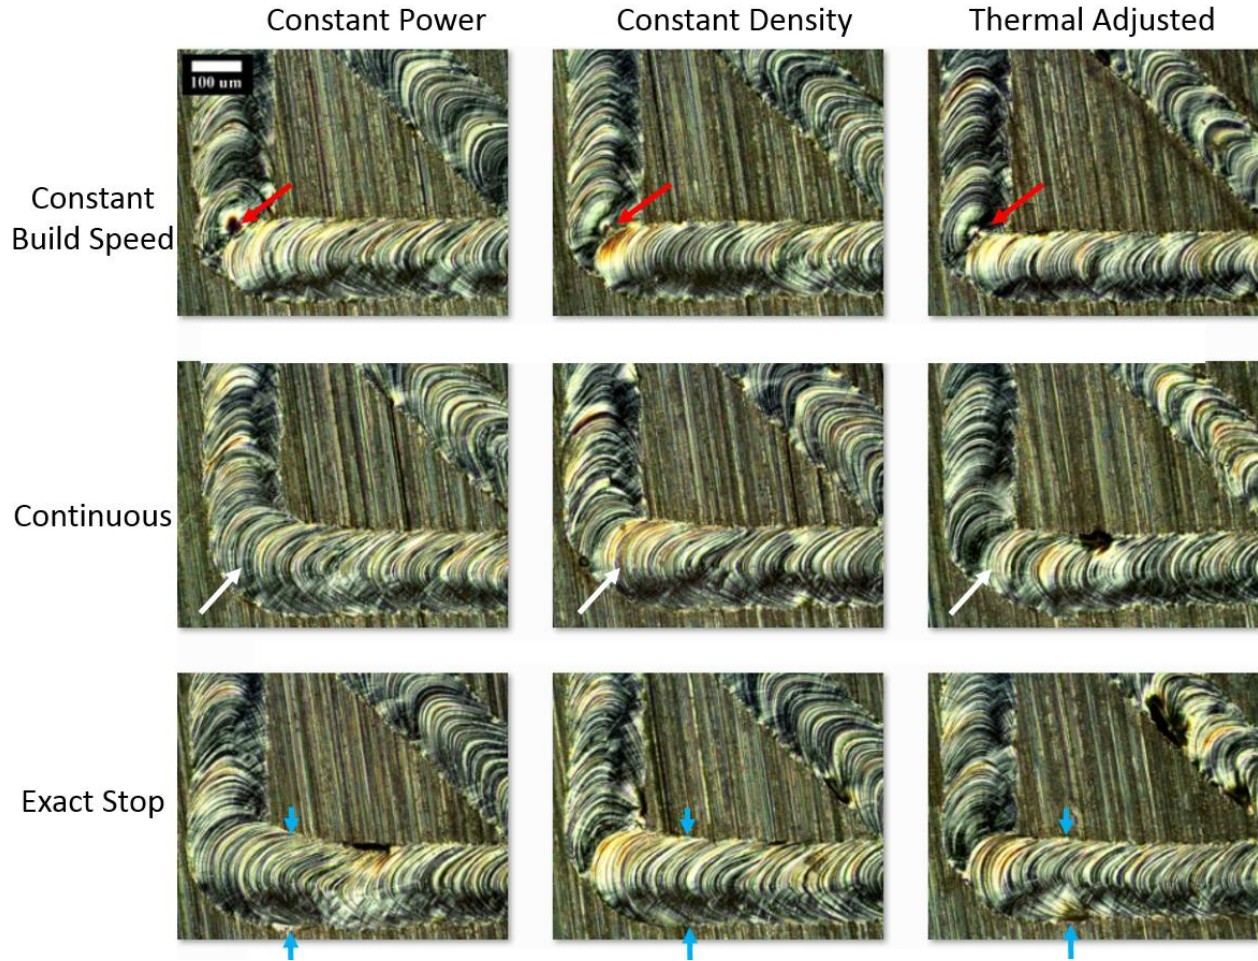 Constant Power
Constant Density
Thermal Adjusted
100 um
Constant
Build Speed
Continuous
Exact Stop